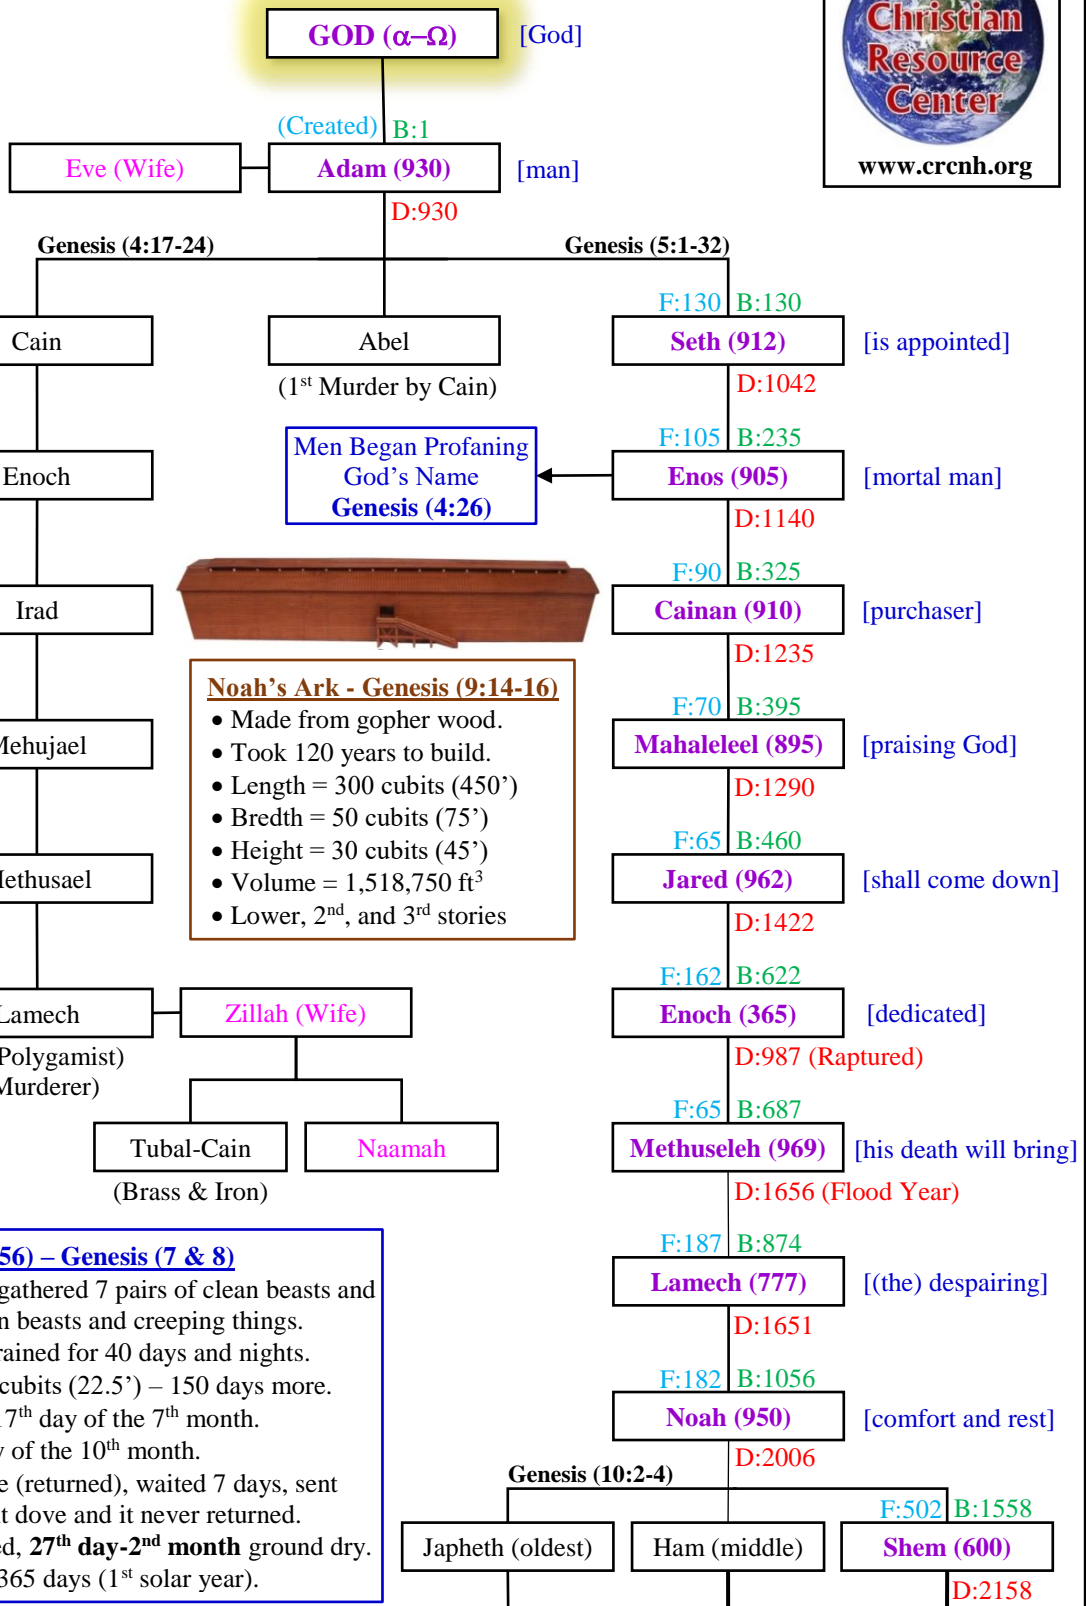 GOD (α–Ω)
[God]
Christian
Resource
Center
www.crcnh.org
(Created) B:1
Eve (Wife)
Adam (930)
[man]
D:930
Genesis (4:17-24)
Genesis (5:1-32)
F:130 B:130
Cain
Abel
Seth (912)
[is appointed]
(1st Murder by Cain)
D:1042
F:105 B:235
Men Began Profaning
God’s Name
Genesis (4:26)
Enoch
Enos (905)
[mortal man]
D:1140
F:90 B:325
Irad
Cainan (910)
[purchaser]
D:1235
Noah’s Ark - Genesis (9:14-16)
• Made from gopher wood.
• Took 120 years to build.
• Length = 300 cubits (450’)
• Bredth = 50 cubits (75’)
• Height = 30 cubits (45’)
• Volume = 1,518,750 ft3
• Lower, 2nd, and 3rd stories
F:70 B:395
Mehujael
Mahaleleel (895)
[praising God]
D:1290
F:65 B:460
Methusael
Jared (962)
[shall come down]
D:1422
F:162 B:622
Lamech
Zillah (Wife)
Enoch (365)
[dedicated]
Polygamist)
Murderer)
D:987 (Raptured)
F:65 B:687
Tubal-Cain
Naamah
Methuseleh (969)
[his death will bring]
(Brass & Iron)
D:1656 (Flood Year)
F:187 B:874
Lamech (777)
[(the) despairing]
D:1651
56) – Genesis (7 & 8)
gathered 7 pairs of clean beasts and
n beasts and creeping things.
rained for 40 days and nights.
cubits (22.5’) – 150 days more.
17th day of the 7th month.
y of the 10th month.
e (returned), waited 7 days, sent
t dove and it never returned.
ed, 27th day-2nd month ground dry.
365 days (1st solar year).
F:182 B:1056
Noah (950)
[comfort and rest]
D:2006
Genesis (10:2-4)
F:502 B:1558
Japheth (oldest)
Ham (middle)
Shem (600)
D:2158